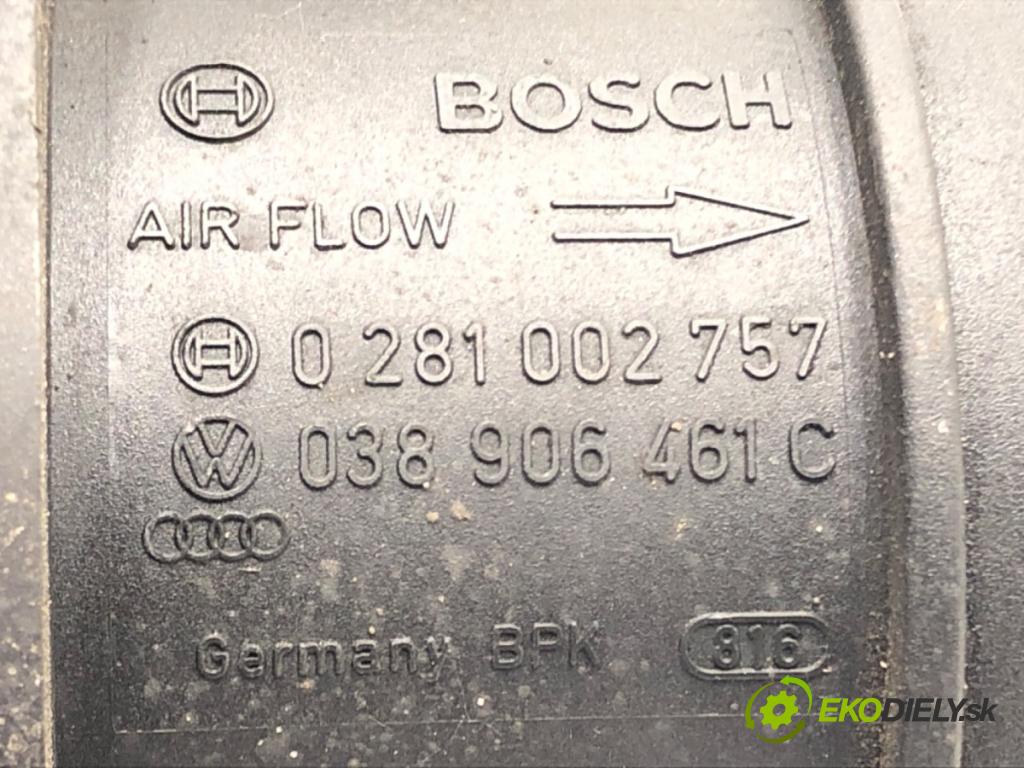 BOSCH
AIR FLOW
0 281 002 757
038 906 461 C
Germany BPK 816
EKODIELY.sk